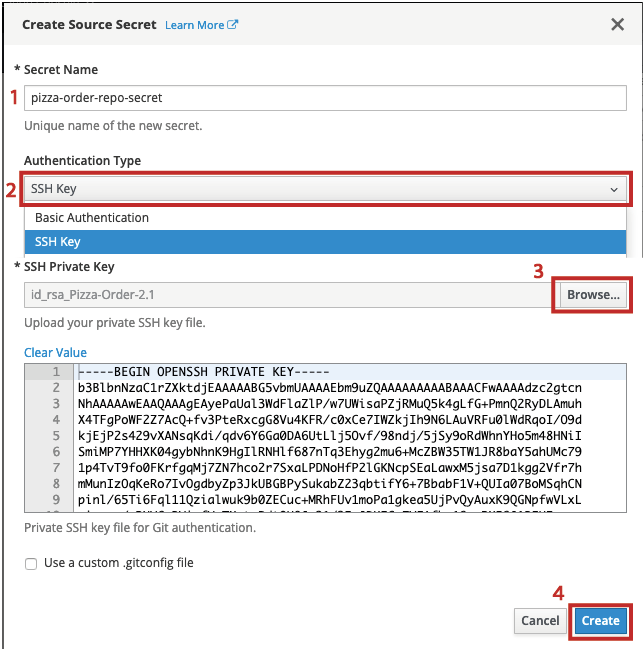 Create Source Secret Learn More
* Secret Name
1 pizza-order-repo-secret
Unique name of the new secret.
Authentication Type
2 SSH Key
Basic Authentication
SSH Key
* SSH Private Key
3
id_rsa_Pizza-Order-2.1 Browse...
Upload your private SSH key file.
Clear Value
1 -----BEGIN OPENSSH PRIVATE KEY-----
2 b3BlbnNzaC1rZXktdjEAAAAABG5vbmUAAAAEbm9uZQAAAAAAAAABAAACFwAAAAdzc2gtcn
3 NhAAAAAwEAAQAAAgEAyePaUal3WdFlaZlP/w7UWisaPZjRMuQ5k4gLfG+PmnQ2RyDLAmuh
4 X4TFgPoWF2Z7AcQ+fv3PteRxcgG8Vu4KFR/c0xCe7IWZkjIh9N6LAuVRFu0lWdRqoI/O9d
5 kjEjP2s429vXANsqKdi/qdv6Y6Ga0DA6UtLlj5Ovf/98ndj/5jSy9oRdWhnYHo5m48HNiI
6 SmiMP7YHHXK04gybNhnK9HgIlRNHlf687nTq3Ehyg2mu6+McZBW35TW1JR8baY5ahUMc79
7 1p4TvT9fo0FKrfgqMj7ZN7hco2r7SxaLPDNoHfP2lGKNcpSEaLawxM5jsa7D1kgg2Vfr7h
8 mMunIzOqKeRo7IvOgdbyZp3JkUBGBPySukabZ23qbtifY6+7BbabF1V+QUIa07BoMSqhCN
9 pinl/65Ti6Fql11Qzialwuk9b0ZECuc+MRhFUv1moPa1gkea5UjPvQyAuxK9QGNpfwVLxL
Private SSH key file for Git authentication.
Use a custom .gitconfig file
4
Cancel Create